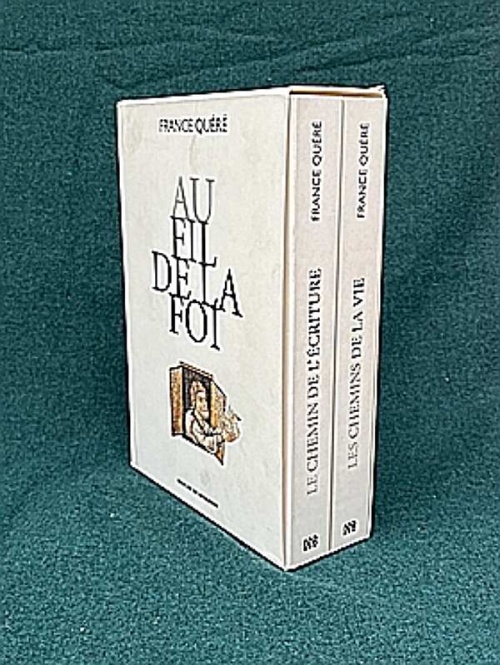 FRANCE QUÉRÉ
AU
FIL
DE LA
FOI
LE CHEMIN DE L'ÉCRITURE
FRANCE QUÉRÉ
LES CHEMINS DE LA VIE
FRANCE QUÉRÉ